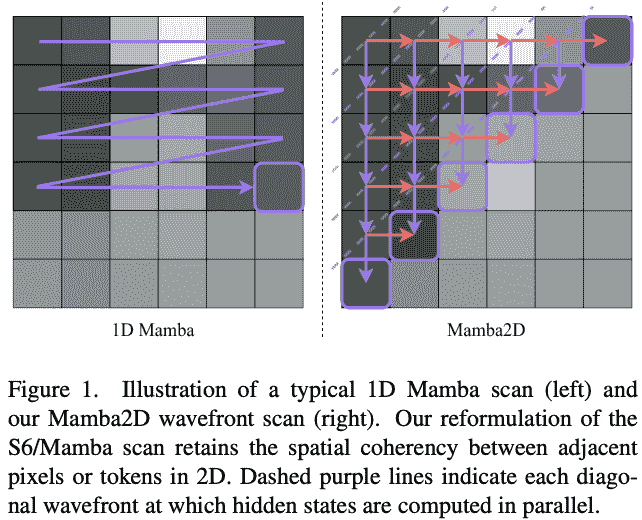 1D Mamba
Mamba2D
Figure 1. Illustration of a typical 1D Mamba scan (left) and
our Mamba2D wavefront scan (right). Our reformulation of the
S6/Mamba scan retains the spatial coherency between adjacent
pixels or tokens in 2D. Dashed purple lines indicate each diago-
nal wavefront at which hidden states are computed in parallel.